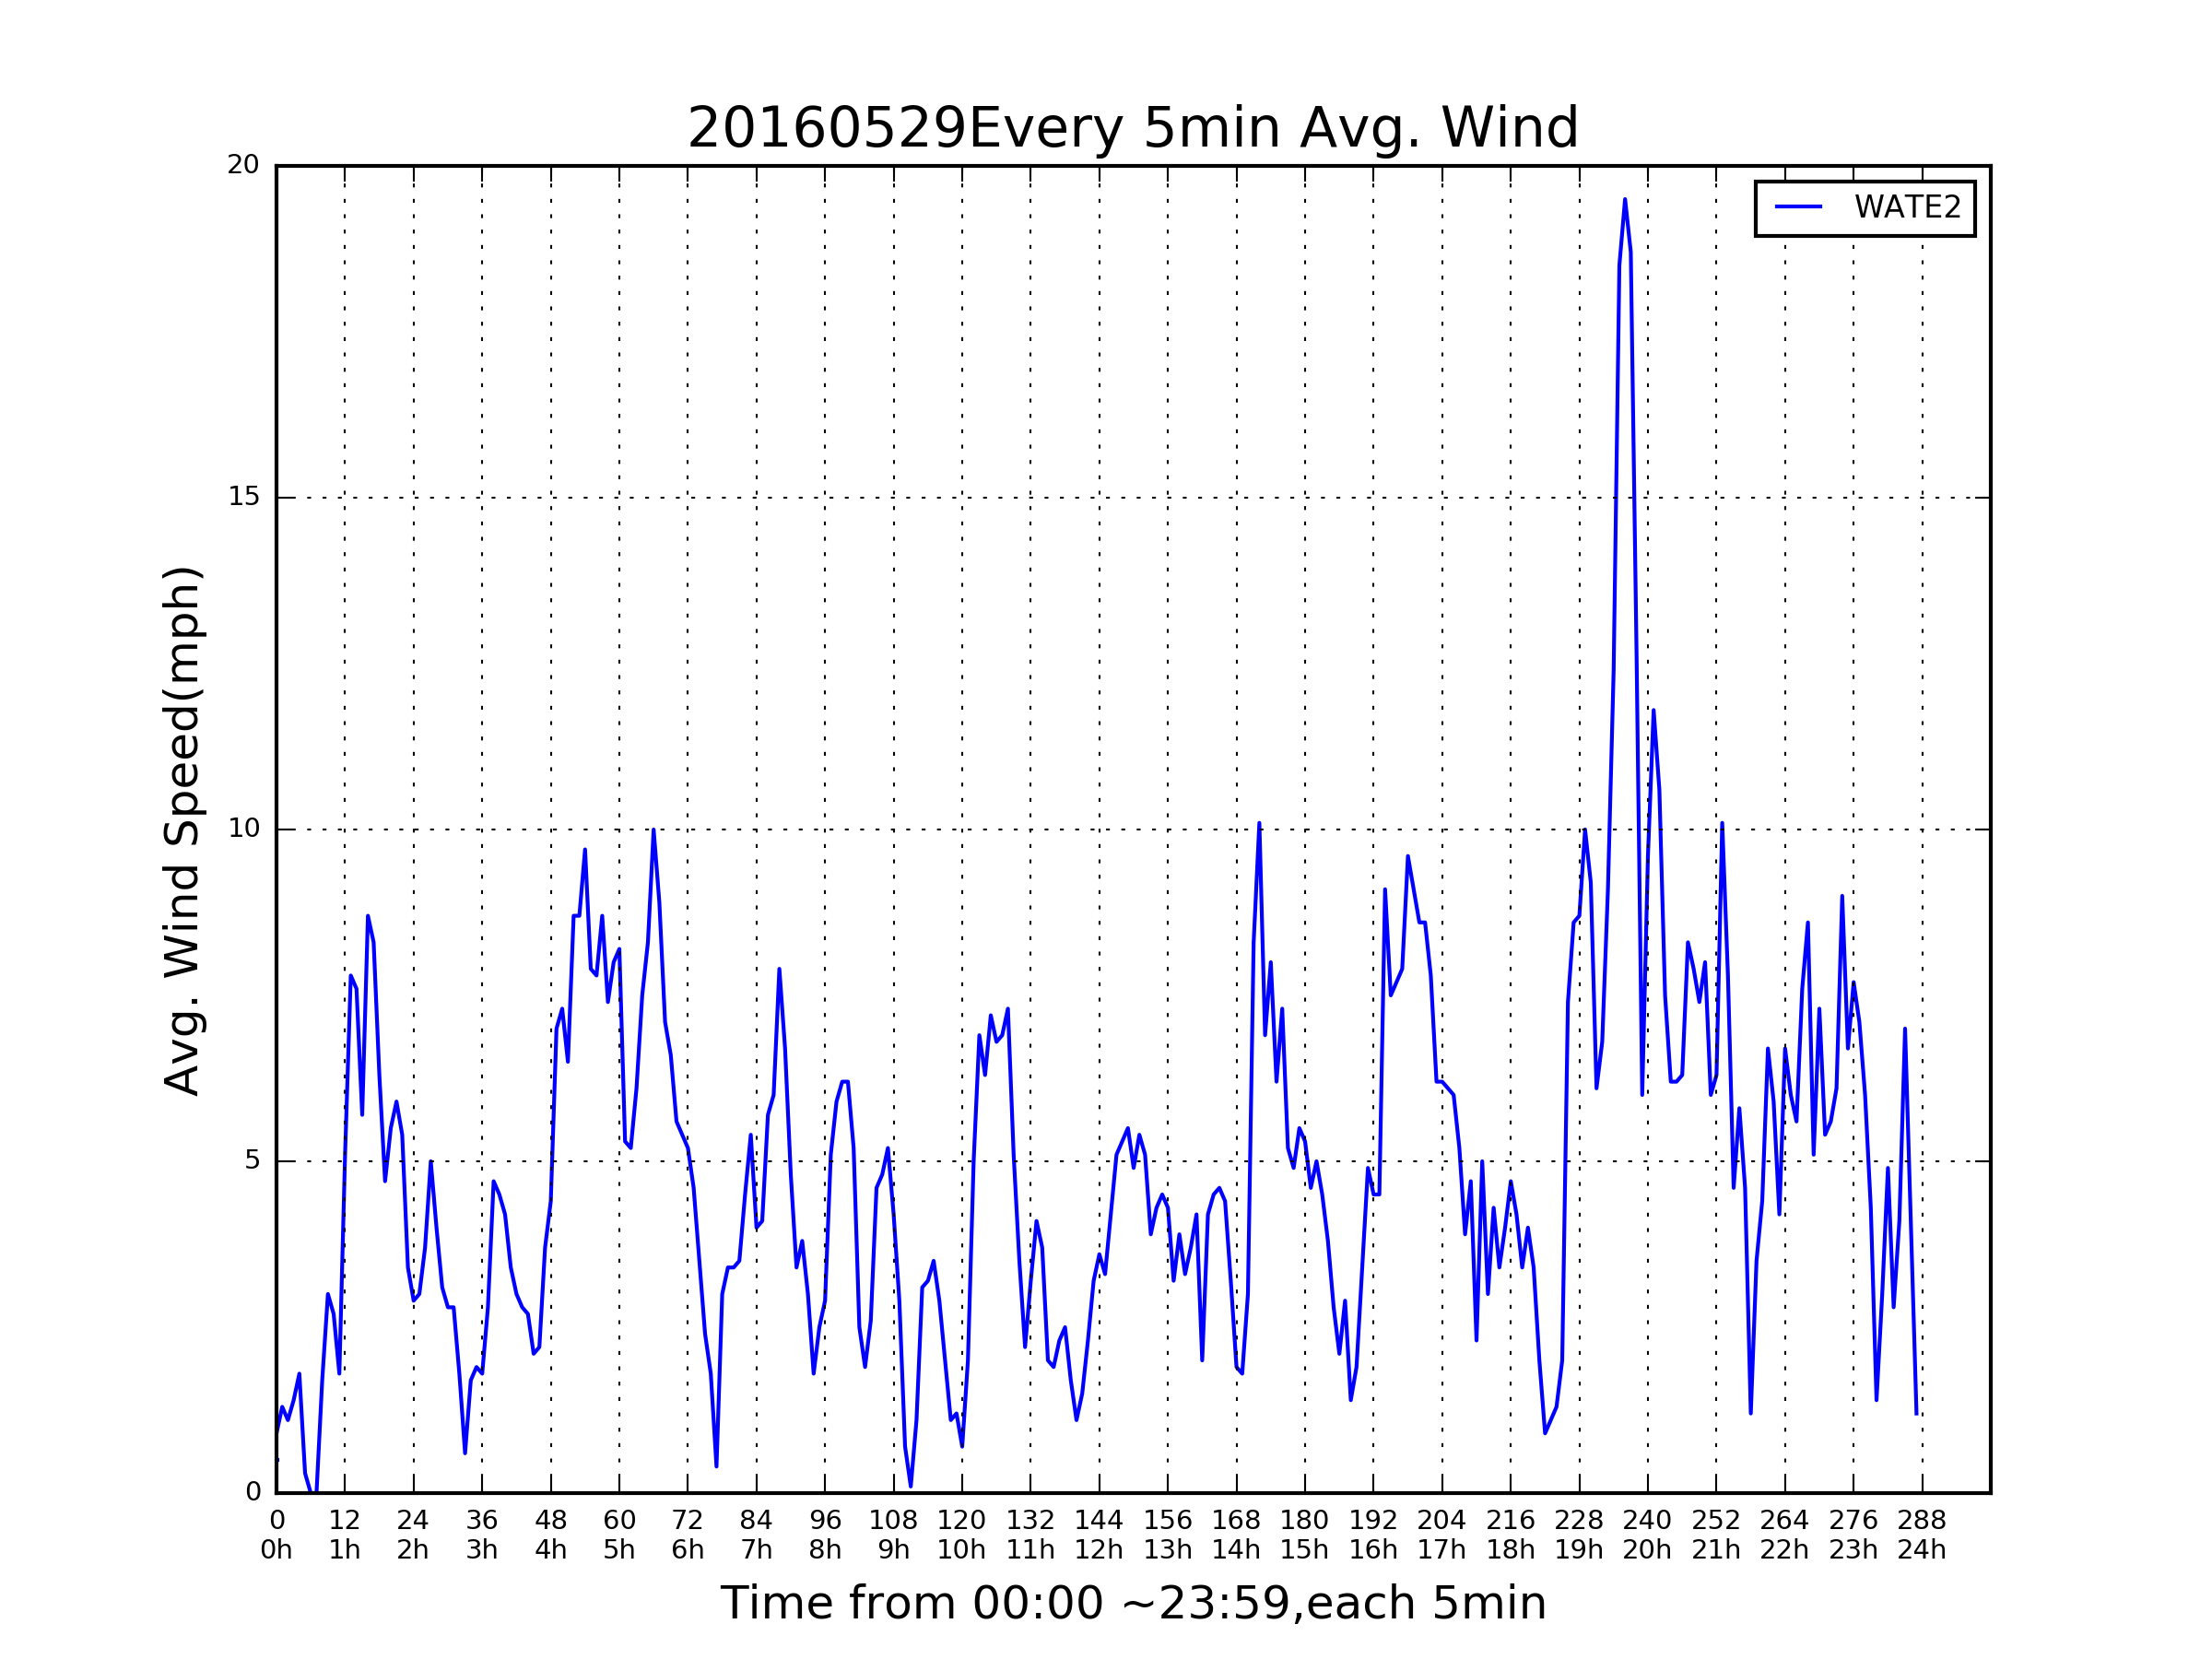 20160529Every 5min Avg. Wind
WATE2
Avg. Wind Speed(mph)
20
15
10
5
0
0 12 24 36 48 60 72 84 96 108 120 132 144 156 168 180 192 204 216 228 240 252 264 276 288
0h 1h 2h 3h 4h 5h 6h 7h 8h 9h 10h 11h 12h 13h 14h 15h 16h 17h 18h 19h 20h 21h 22h 23h 24h
Time from 00:00 ~23:59,each 5min